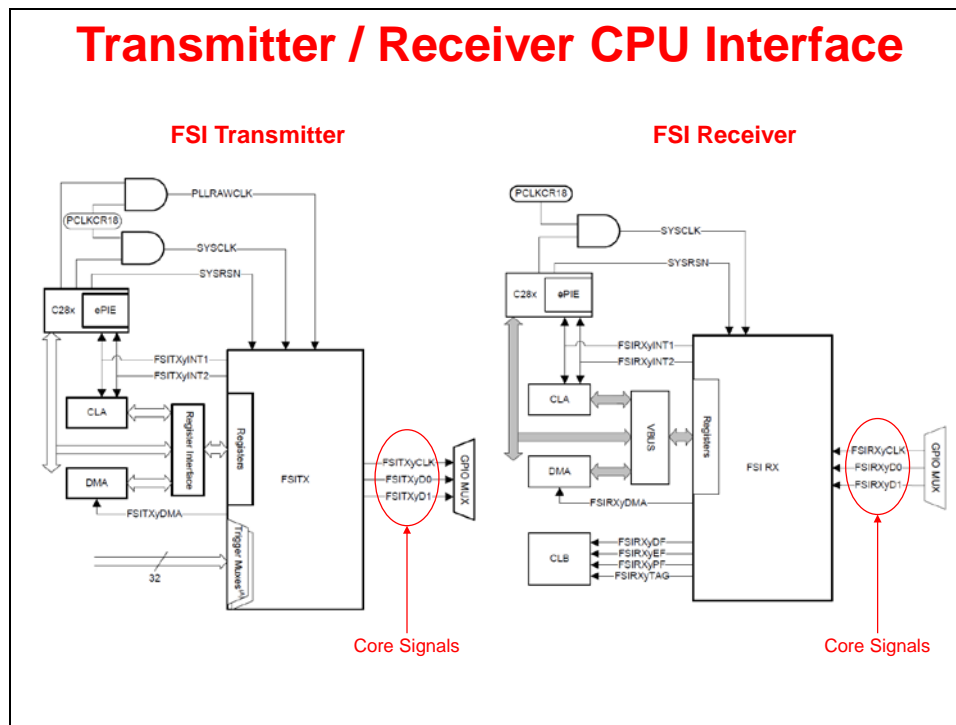 Transmitter / Receiver CPU Interface
FSI Transmitter
PLLRAWCLK
PCLKCR18
SYSCLK
SYSRSN
C28x
ePIE
FSITXyINT1
FSITXyINT2
CLA
Register Interface
Registers
DMA
FSITX
FSITXyCLK
FSITXyD0
FSITXyD1
GPIO MUX
FSITXyDMA
Trigger Muxes
32
Core Signals
FSI Receiver
PCLKCR18
SYSCLK
SYSRSN
C28x
ePIE
FSIRXyINT1
FSIRXyINT2
CLA
VBUS
Registers
DMA
FSI RX
FSIRXyCLK
FSIRXyD0
FSIRXyD1
GPIO MUX
FSIRXyDMA
CLB
FSIRXyDF
FSIRXyEF
FSIRXyPF
FSIRXyTAG
Core Signals